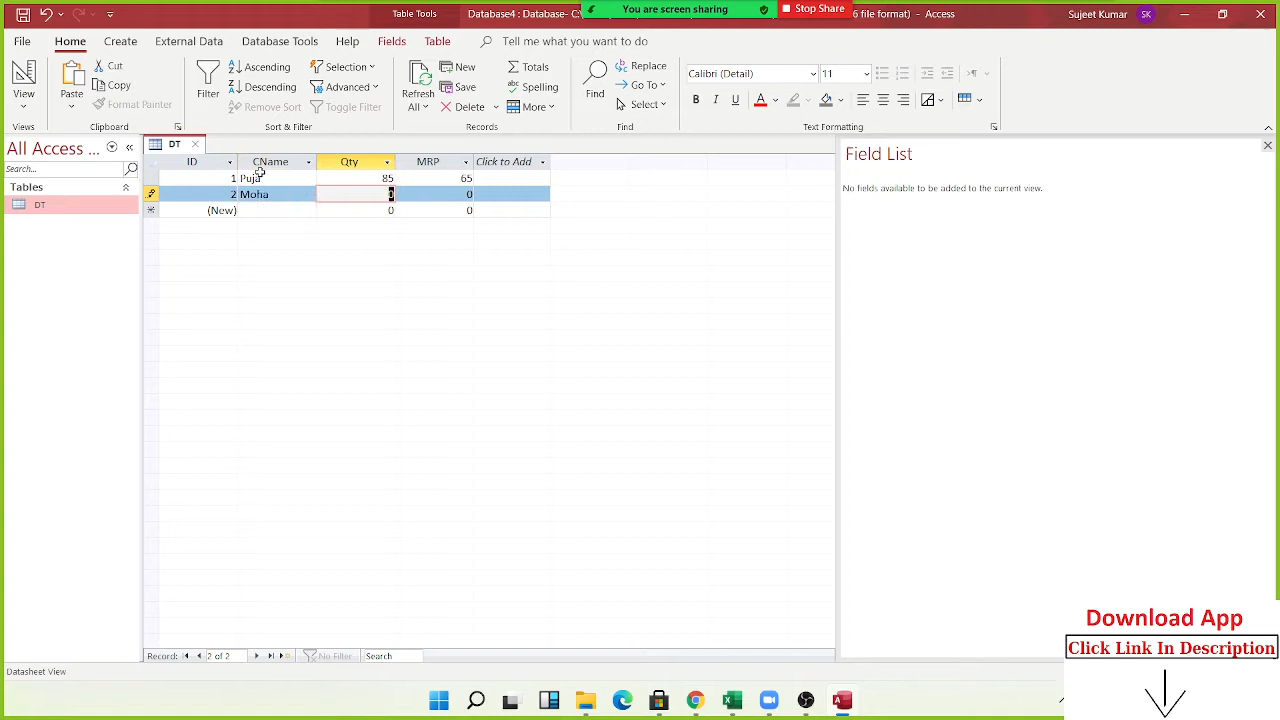 Table Tools
Database4 : Database- C:\
You are screen sharing
Stop Share
6 file format) - Access
Sujeet Kumar
SK
File
Home
Create
External Data
Database Tools
Help
Fields
Table
Tell me what you want to do
View
Views
Paste
Cut
Copy
Format Painter
Clipboard
Filter
Ascending
Descending
Remove Sort
Selection
Advanced
Toggle Filter
Sort & Filter
Refresh
All
New
Save
Delete
Totals
Spelling
More
Records
Find
Replace
Go To
Select
Find
Calibri (Detail)
11
B I U
Text Formatting
All Access ...
Search...
Tables
DT
DT
ID CName Qty MRP Click to Add
1 Puja 85 65
2 Moha 0 0
(New) 0 0
Field List
No fields available to be added to the current view.
Record:
2 of 2
No Filter
Search
Datasheet View
Download App
Click Link In Description